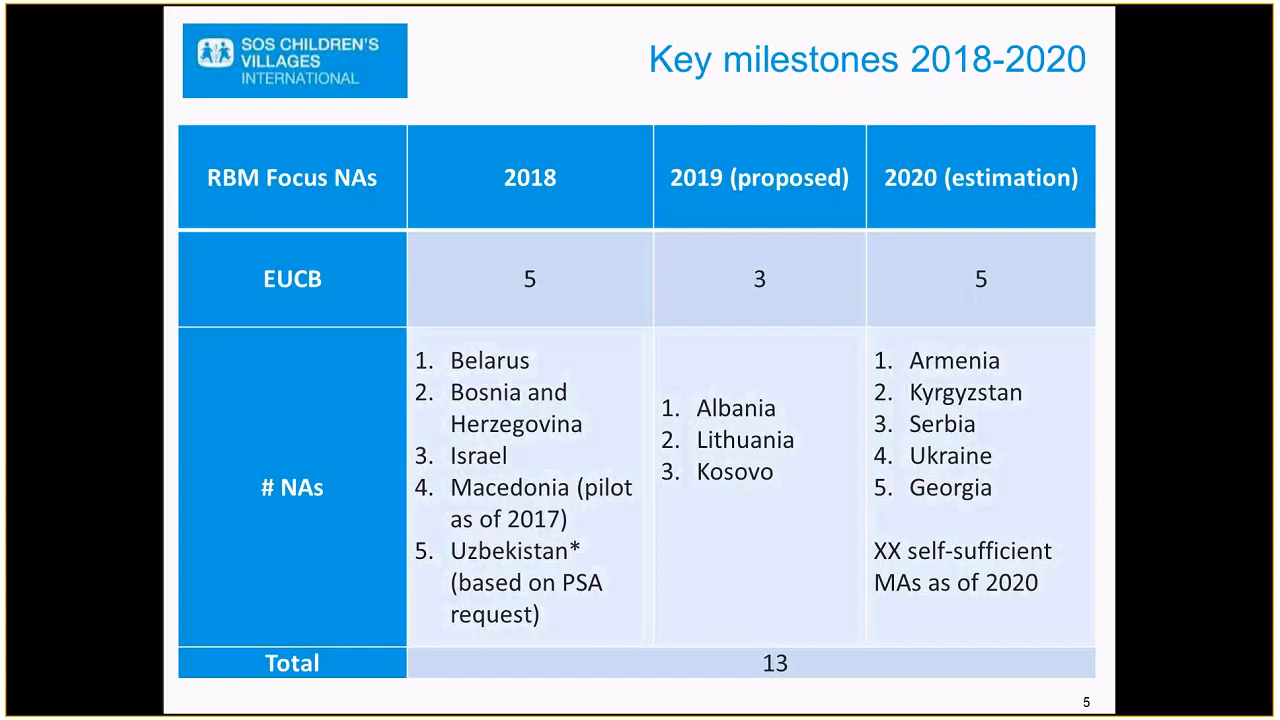 SOS CHILDREN'S
VILLAGES
INTERNATIONAL
Key milestones 2018-2020
RBM Focus NAs
2018
2019 (proposed)
2020 (estimation)
EUCB
5
3
5
# NAs
1. Belarus
2. Bosnia and
Herzegovina
3. Israel
4. Macedonia (pilot
as of 2017)
5. Uzbekistan*
(based on PSA
request)
1. Albania
2. Lithuania
3. Kosovo
1. Armenia
2. Kyrgyzstan
3. Serbia
4. Ukraine
5. Georgia
XX self-sufficient
MAs as of 2020
Total
13
5